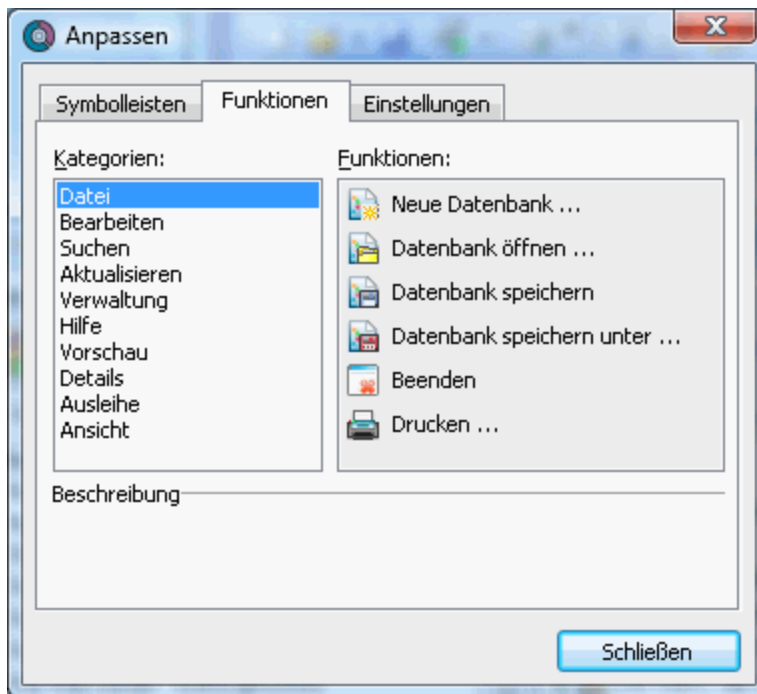 Anpassen
Symbolleisten Funktionen Einstellungen
Kategorien:
Datei
Bearbeiten
Suchen
Aktualisieren
Verwaltung
Hilfe
Vorschau
Details
Ausleihe
Ansicht
Funktionen:
Neue Datenbank ...
Datenbank öffnen ...
Datenbank speichern
Datenbank speichern unter ...
Beenden
Drucken ...
Beschreibung
Schließen